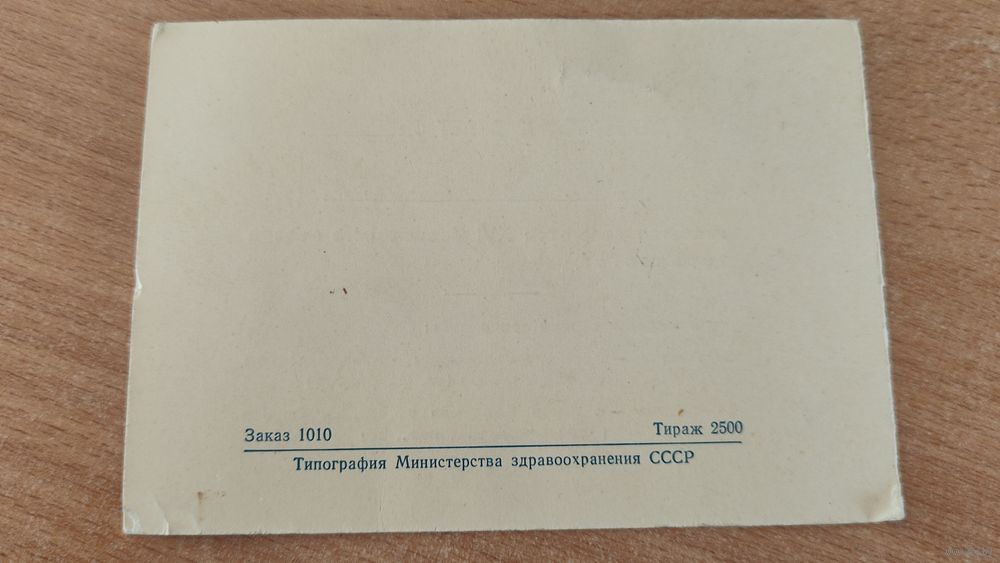 Заказ 1010 Тираж 2500
Типография Министерства здравоохранения СССР